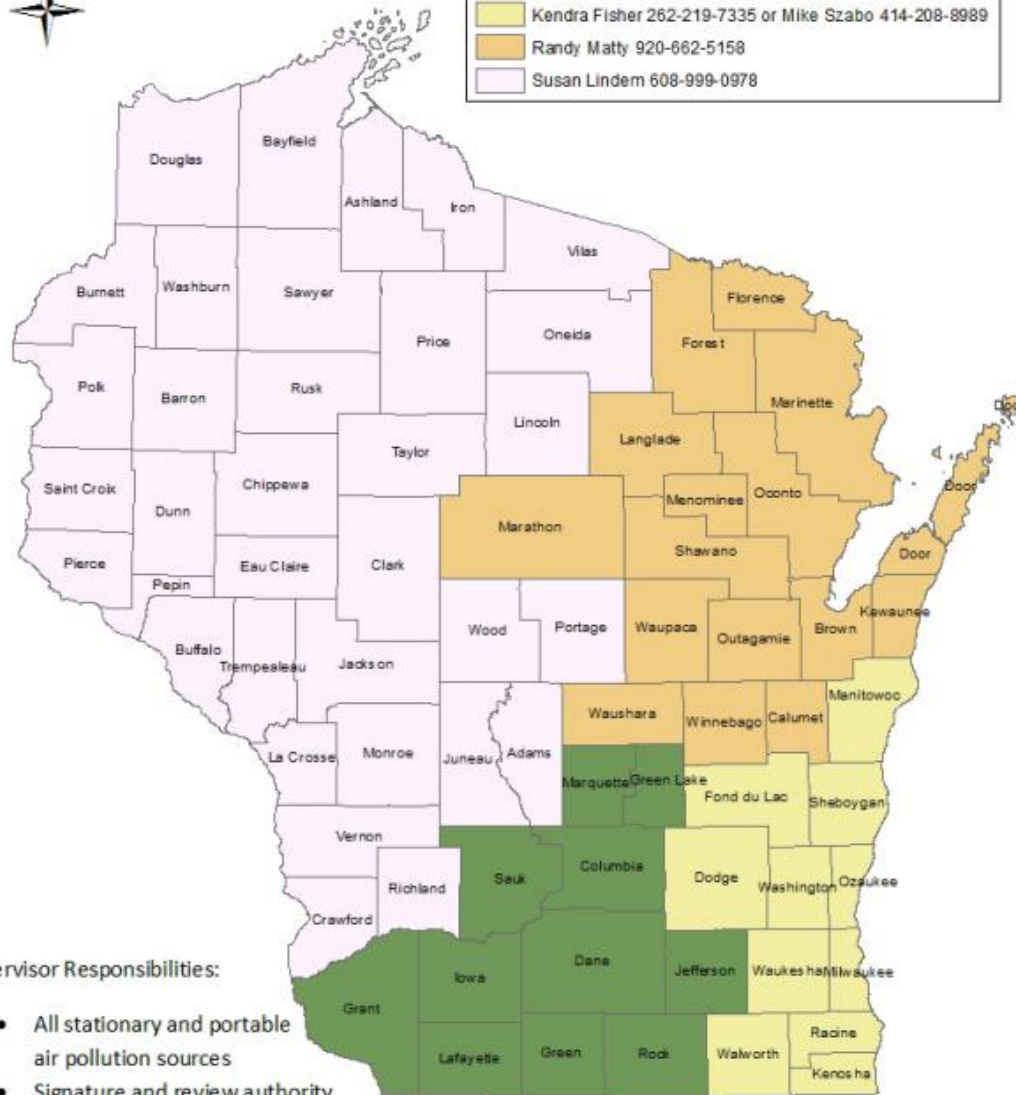 Kendra Fisher 262-219-7335 or Mike Szabo 414-208-8989
Randy Matty 920-662-5158
Susan Lindem 608-999-0978
Douglas
Bayfield
Ashland
Iron
Vilas
Burnett
Washburn
Sawyer
Price
Oneida
Forest
Florence
Marinette
Polk
Barron
Rusk
Taylor
Lincoln
Langlade
Menominee
Oconto
Door
Door
Saint Croix
Dunn
Chippewa
Marathon
Shawano
Door
Pierce
Pepin
Eau Claire
Clark
Wood
Portage
Waupaca
Outagamie
Brown
Kewaunee
Buffalo
Trempealeau
Jackson
La Crosse
Monroe
Juneau
Adams
Waushara
Winnebago
Calumet
Manitowoc
Marquette
Green Lake
Fond du Lac
Sheboygan
Vernon
Richland
Crawford
Sauk
Columbia
Dodge
Washington
Ozaukee
Grant
Iowa
Dane
Jefferson
Waukesha
Milwaukee
Lafayette
Green
Rock
Walworth
Racine
Kenosha
ervisor Responsibilities:
• All stationary and portable
air pollution sources
• Signature and review authority